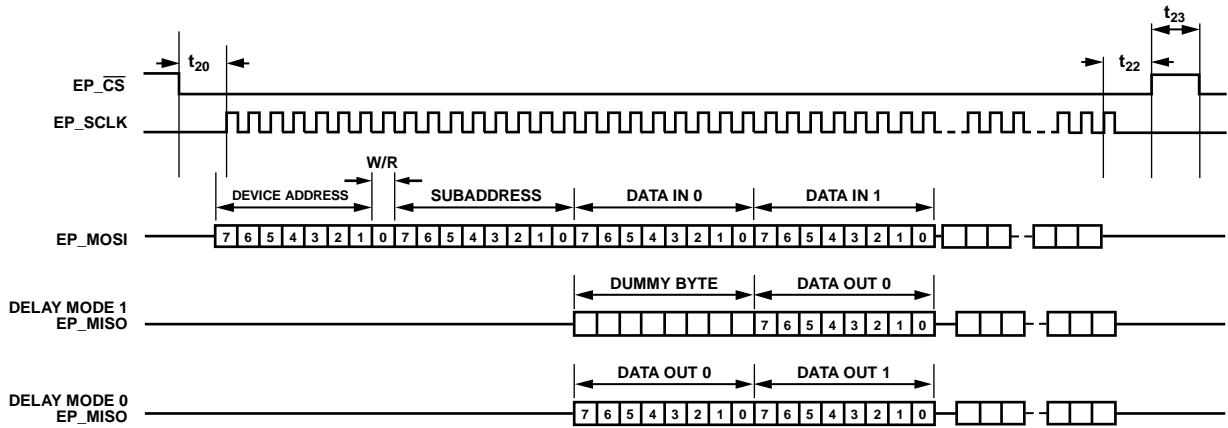 t23
t20
t22
EP_CS
EP_SCLK
W/R
DEVICE ADDRESS
SUBADDRESS
DATA IN 0
DATA IN 1
EP_MOSI
7 6 5 4 3 2 1 0 7 6 5 4 3 2 1 0 7 6 5 4 3 2 1 0 7 6 5 4 3 2 1 0
DUMMY BYTE
DATA OUT 0
DELAY MODE 1
EP_MISO
7 6 5 4 3 2 1 0
DATA OUT 0
DATA OUT 1
DELAY MODE 0
EP_MISO
7 6 5 4 3 2 1 0 7 6 5 4 3 2 1 0